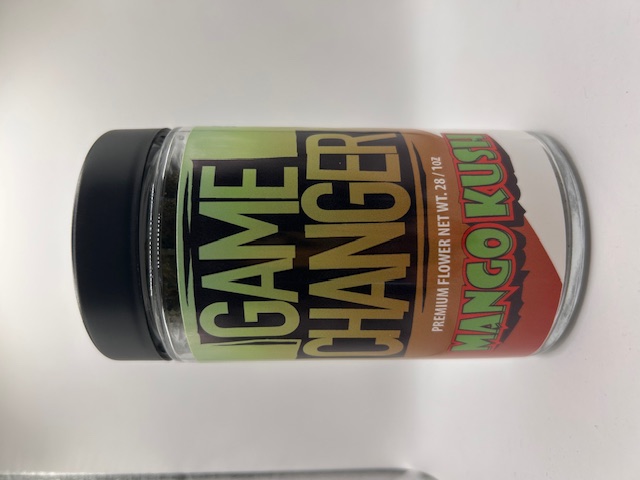 GAME
CHANGER
PREMIUM FLOWER NET WT. 28/1OZ
MANGO KUSH